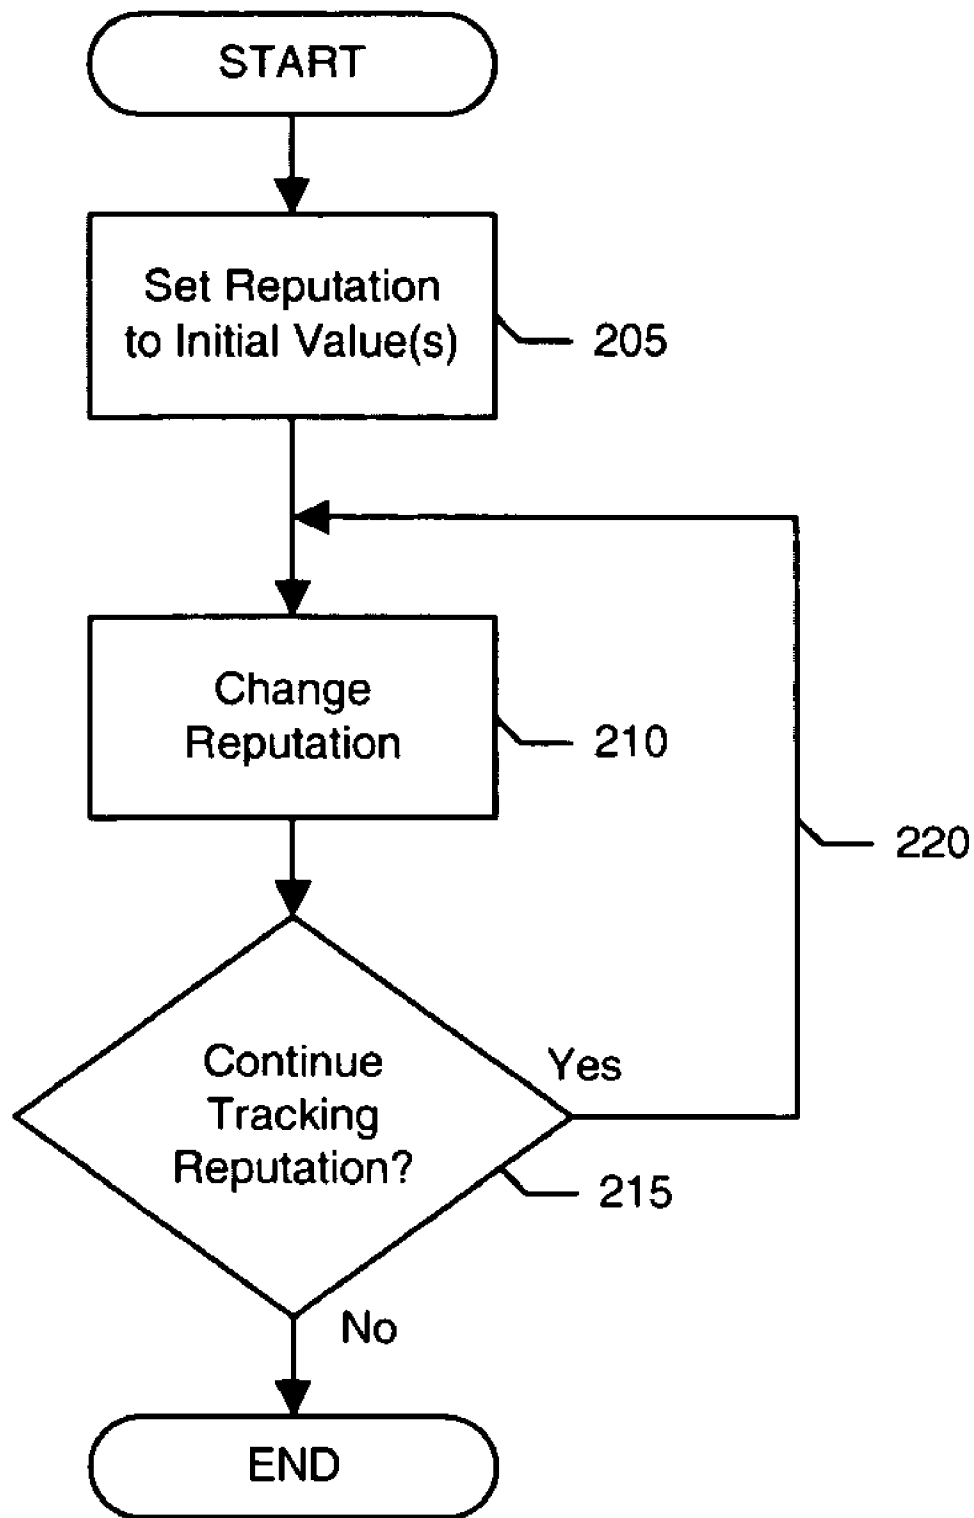 START
Set Reputation
to Initial Value(s)
205
Change
Reputation
210
220
Continue
Tracking
Reputation?
Yes
215
No
END